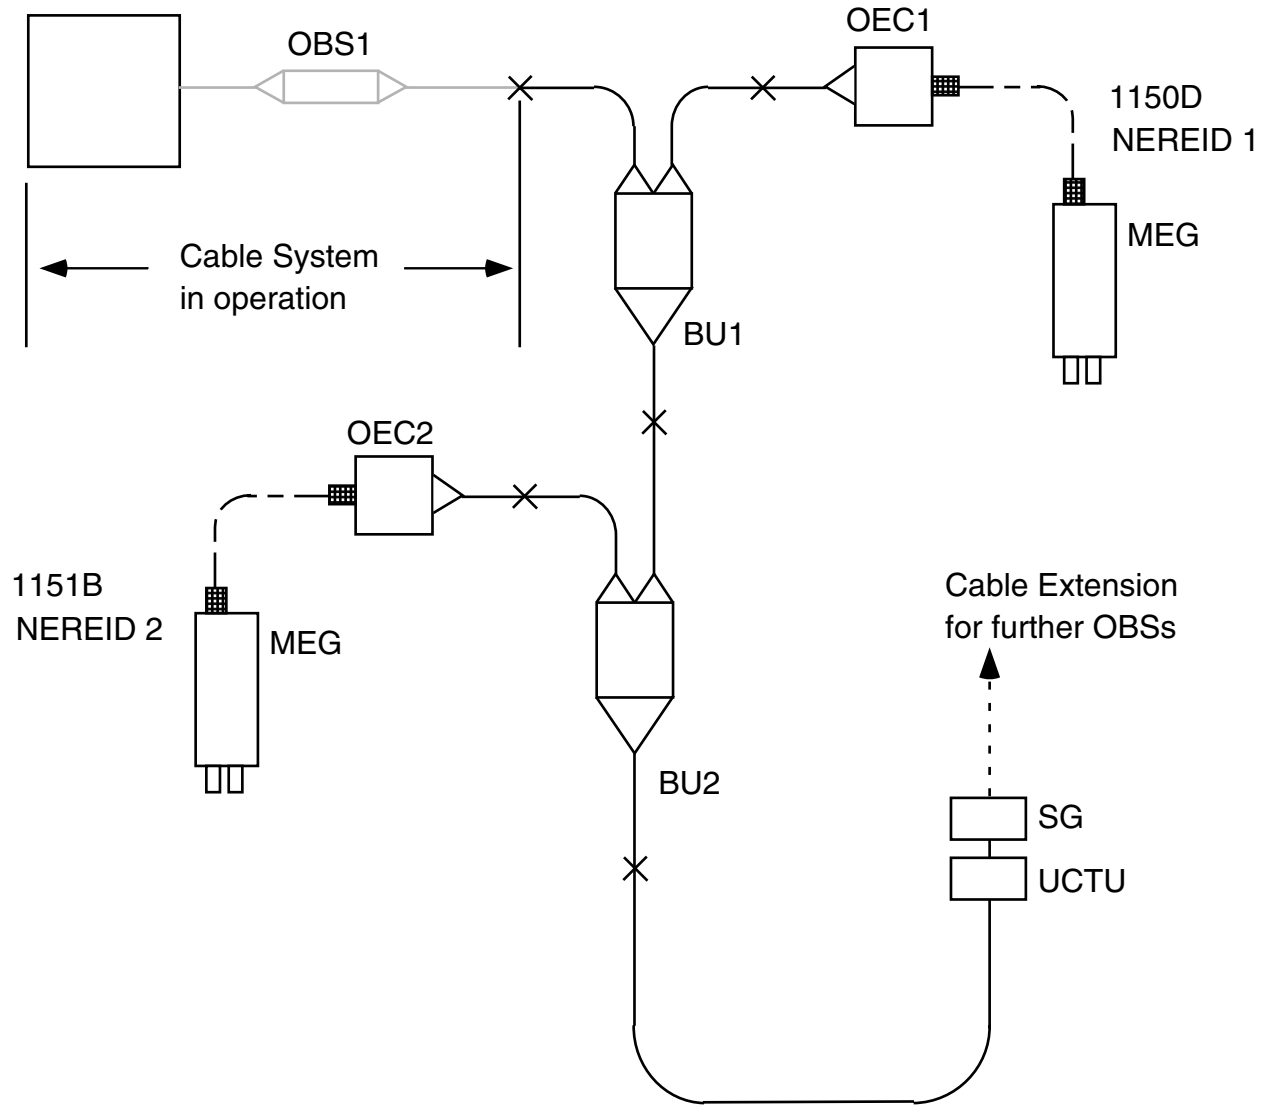 OBS1
OEC1
1150D
NEREID 1
MEG
Cable System
in operation
BU1
OEC2
1151B
NEREID 2
MEG
Cable Extension
for further OBSs
BU2
SG
UCTU